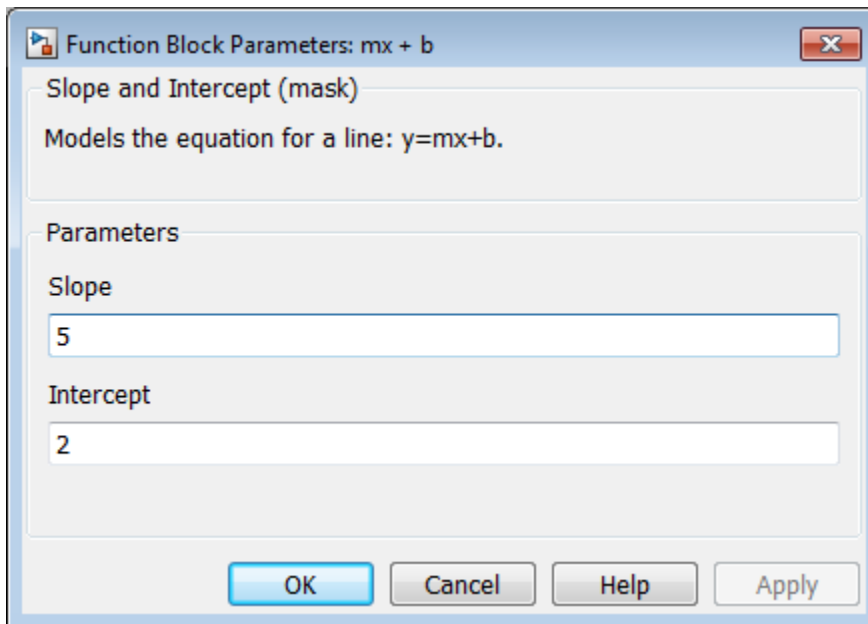 Function Block Parameters: mx + b
Slope and Intercept (mask)
Models the equation for a line: y=mx+b.
Parameters
Slope
5
Intercept
2
OK Cancel Help Apply